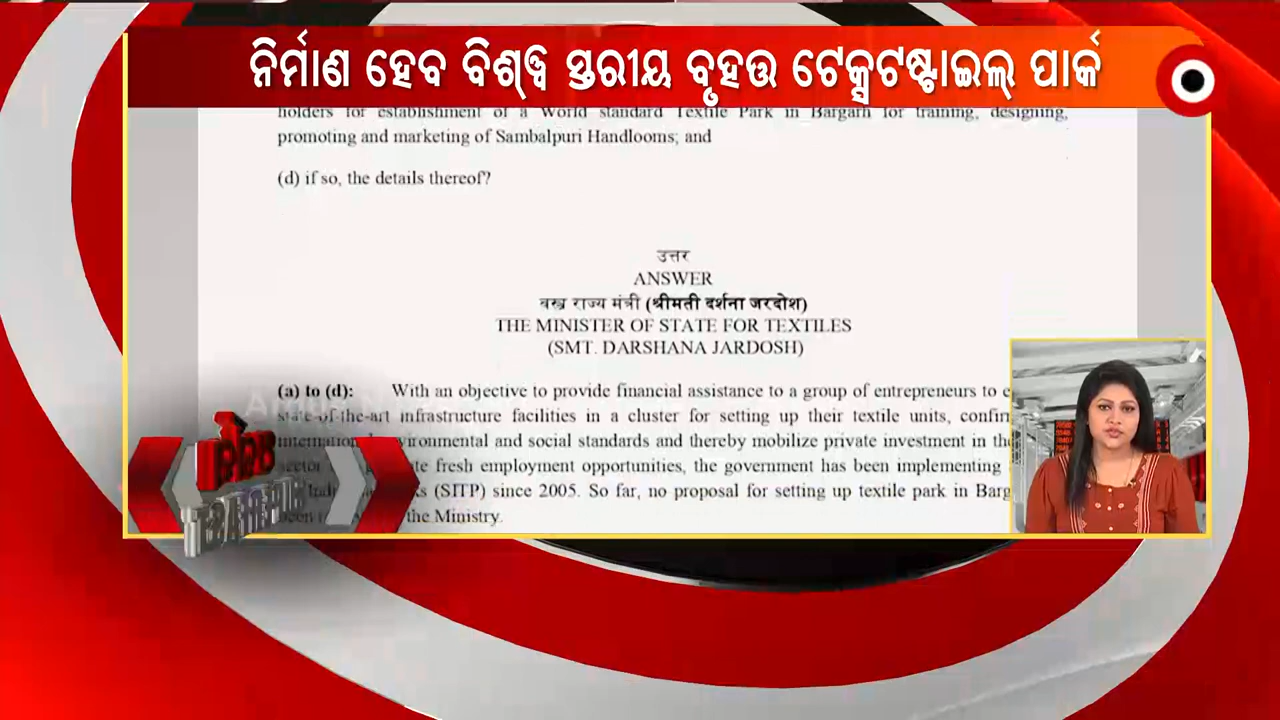 ନିର୍ମାଣ ହେବ ବିଶ୍ୱ ସ୍ତରୀୟ ବୃହତ୍ତ ଟେକ୍ସଟଷ୍ଟାଇଲ୍ ପାର୍କ
holders for establishment of a World standard Textile Park in Bargarh for training, designing,
promoting and marketing of Sambalpuri Handlooms; and
(d) if so, the details thereof?
उत्तर
ANSWER
वस्त्र राज्य मंत्री (श्रीमती दर्शना जरदोश)
THE MINISTER OF STATE FOR TEXTILES
(SMT. DARSHANA JARDOSH)
(a) to (d): With an objective to provide financial assistance to a group of entrepreneurs to
state-of-the-art infrastructure facilities in a cluster for setting up their textile units,
environmental and social standards and thereby mobilize private investment in
fresh employment opportunities, the government has been implementing
(SITP) since 2005. So far, no proposal for setting up textile park in
the Ministry.